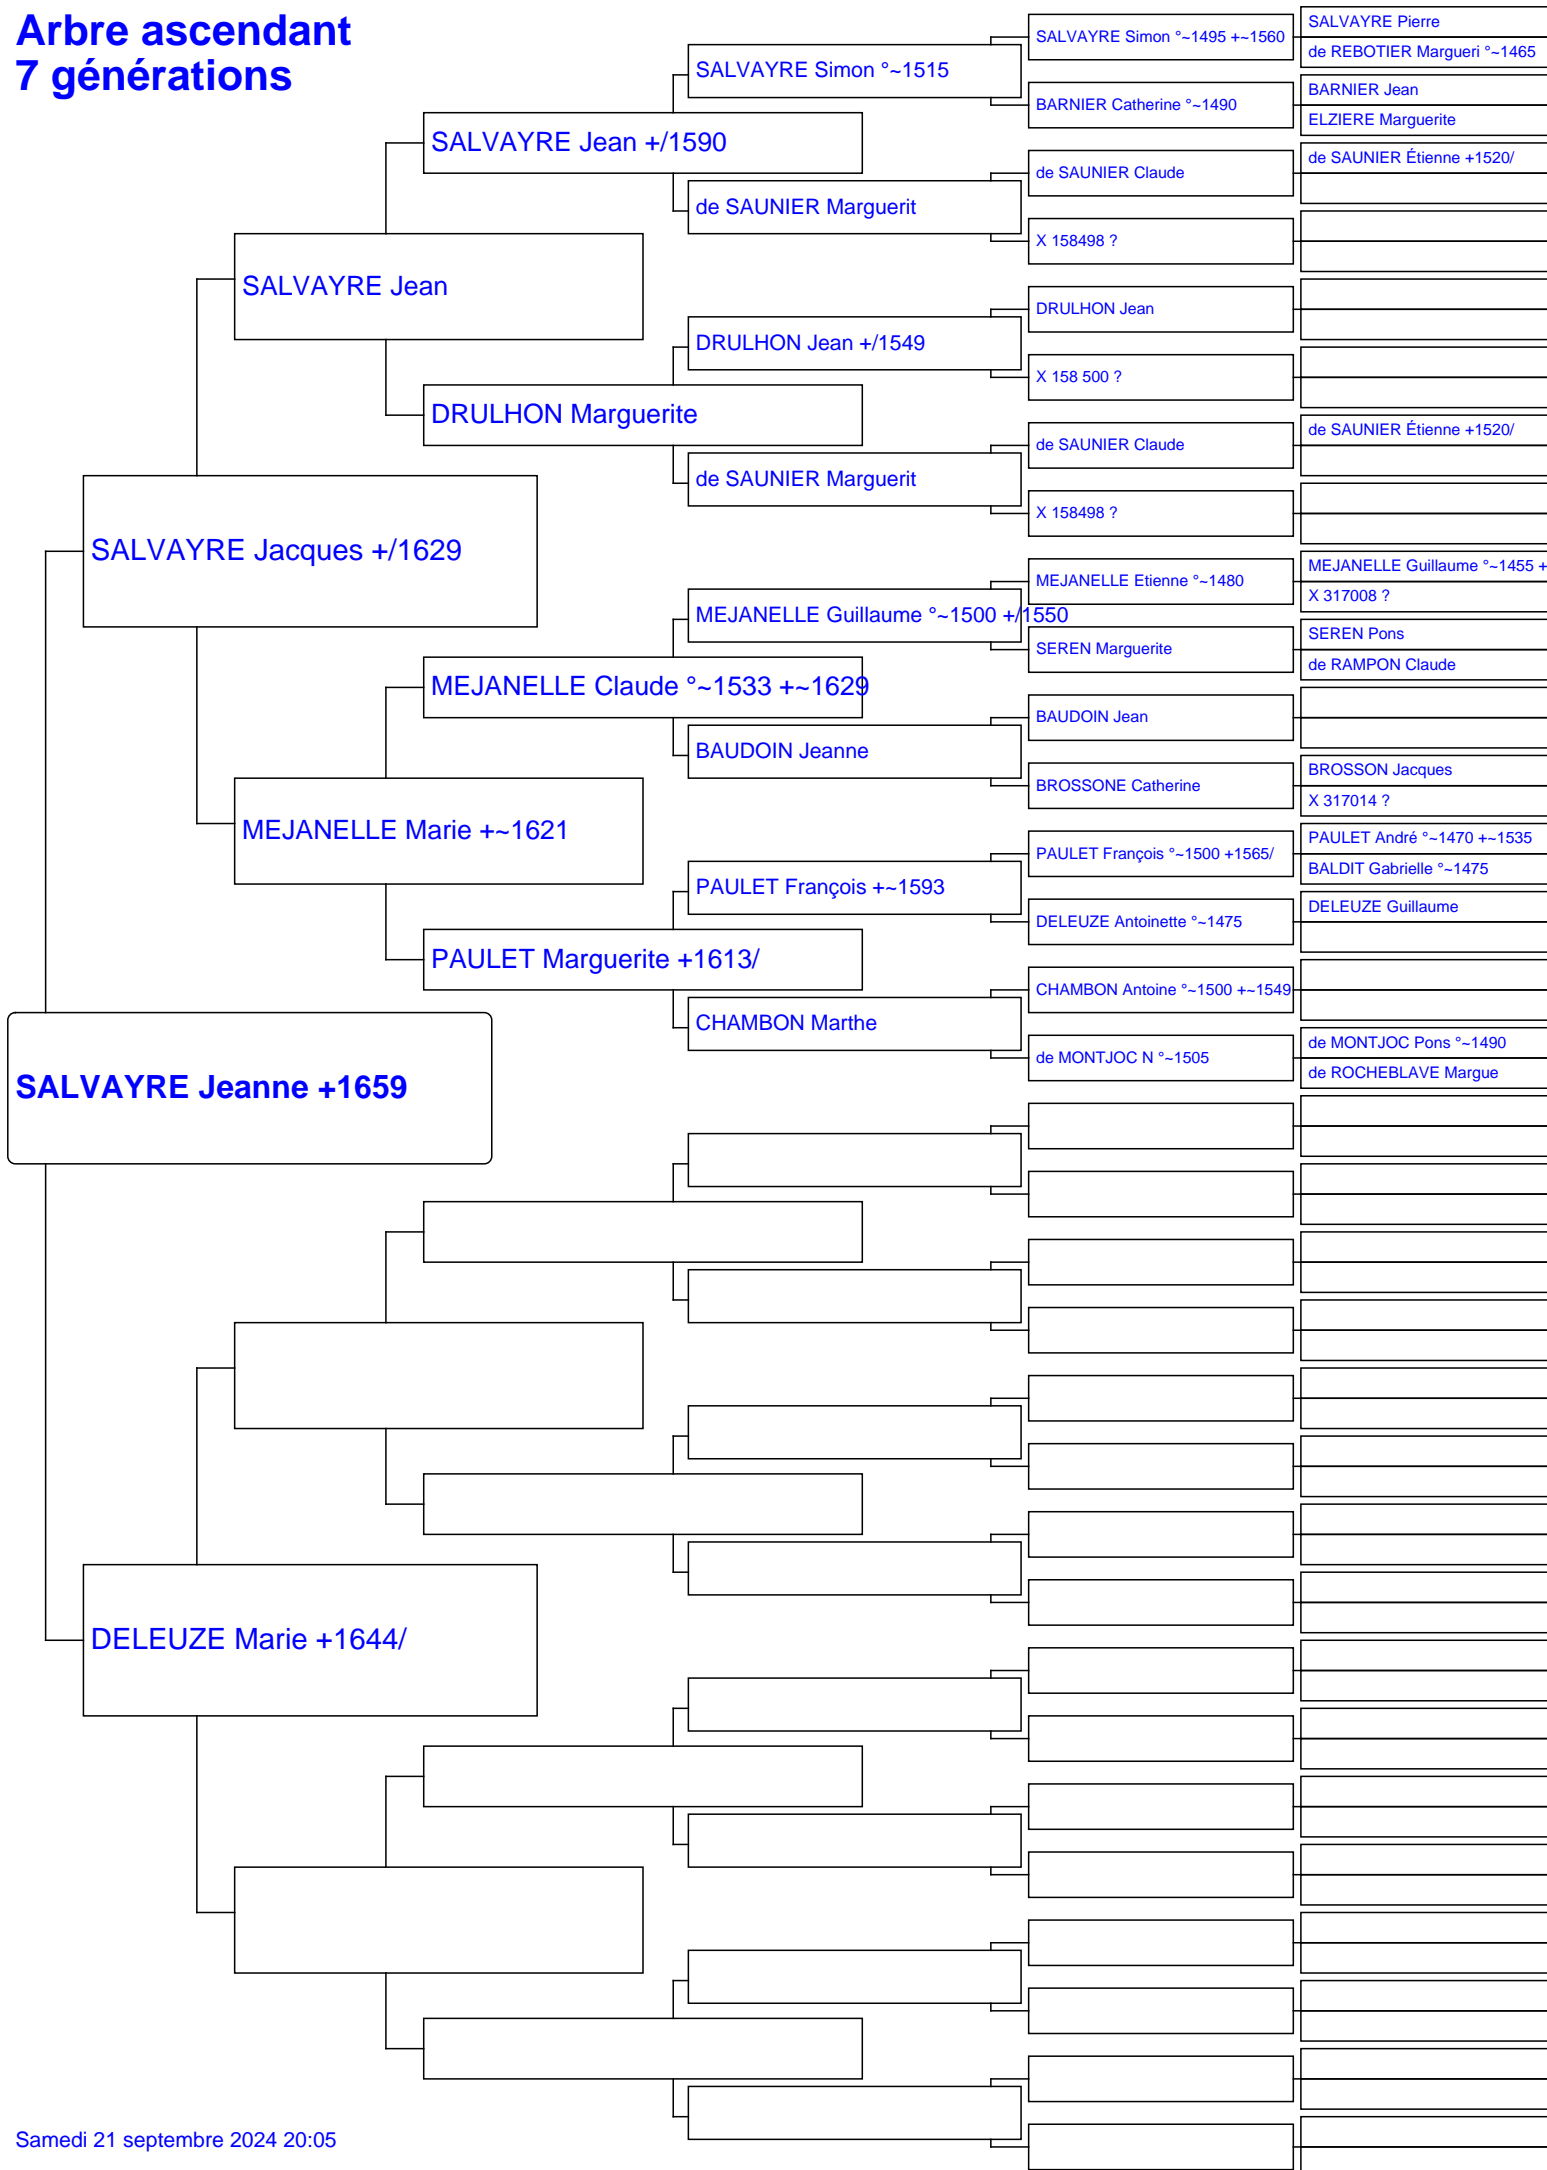 Arbre ascendant
7 générations
SALVAYRE Jeanne +1659
SALVAYRE Jacques +/1629
DELEUZE Marie +1644/
SALVAYRE Jean
MEJANELLE Marie +~1621
SALVAYRE Jean +/1590
DRULHON Marguerite
MEJANELLE Claude °~1533 +~1629
PAULET Marguerite +1613/
SALVAYRE Simon °~1515
de SAUNIER Marguerit
DRULHON Jean +/1549
de SAUNIER Marguerit
MEJANELLE Guillaume °~1500 +/1550
BAUDOIN Jeanne
PAULET François +~1593
CHAMBON Marthe
SALVAYRE Simon °~1495 +~1560
BARNIER Catherine °~1490
de SAUNIER Claude
X 158498 ?
DRULHON Jean
X 158 500 ?
de SAUNIER Claude
X 158498 ?
MEJANELLE Etienne °~1480
SEREN Marguerite
BAUDOIN Jean
BROSSONE Catherine
PAULET François °~1500 +1565/
DELEUZE Antoinette °~1475
CHAMBON Antoine °~1500 +~1549
de MONTJOC N °~1505
SALVAYRE Pierre
de REBOTIER Margueri °~1465
BARNIER Jean
ELZIERE Marguerite
de SAUNIER Étienne +1520/
de SAUNIER Étienne +1520/
MEJANELLE Guillaume °~1455 +
X 317008 ?
SEREN Pons
de RAMPON Claude
BROSSON Jacques
X 317014 ?
PAULET André °~1470 +~1535
BALDIT Gabrielle °~1475
DELEUZE Guillaume
de MONTJOC Pons °~1490
de ROCHEBLAVE Margue
Samedi 21 septembre 2024 20:05